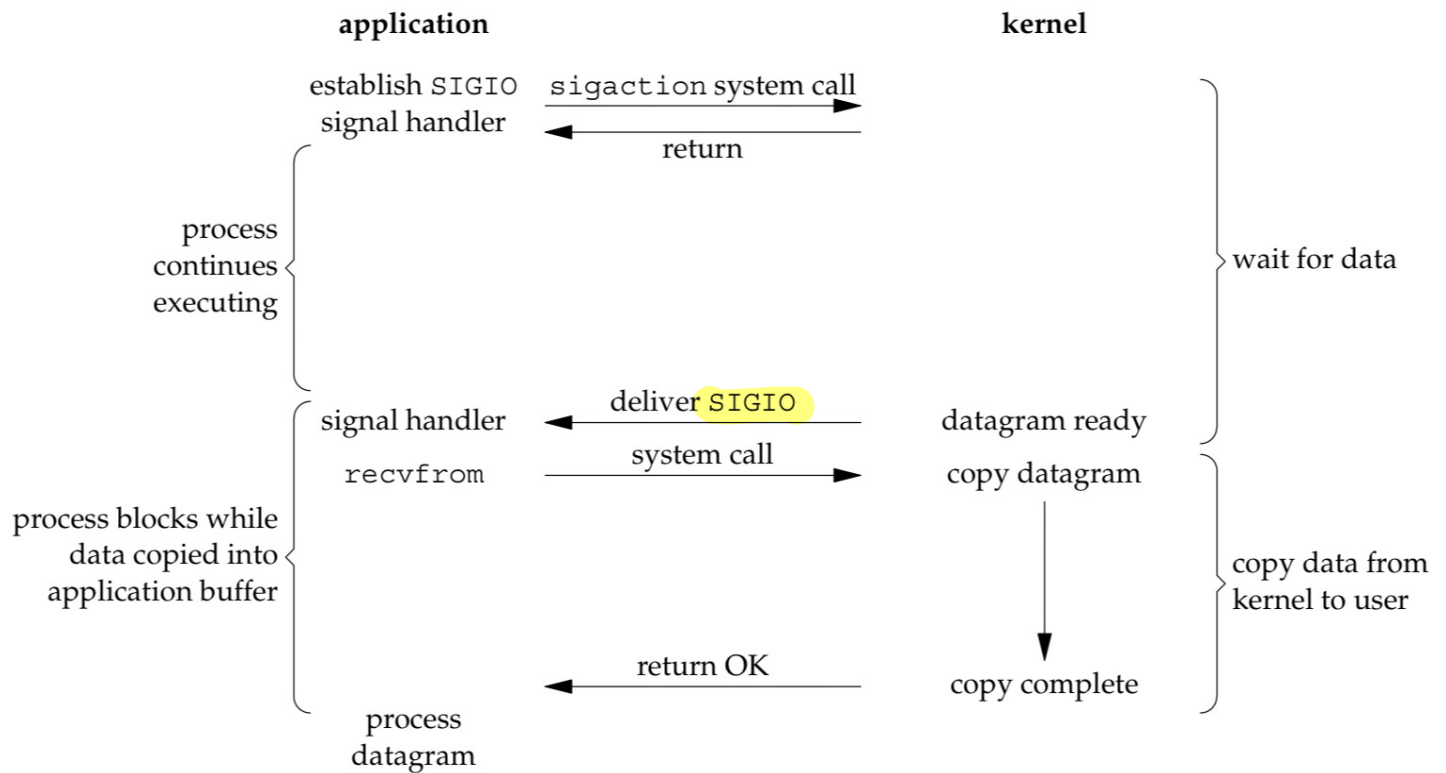 application
kernel
establish SIGIO
signal handler
sigaction system call
return
process
continues
executing
wait for data
deliver SIGIO
signal handler
datagram ready
system call
recvfrom
copy datagram
process blocks while
data copied into
application buffer
copy data from
kernel to user
return OK
copy complete
process
datagram